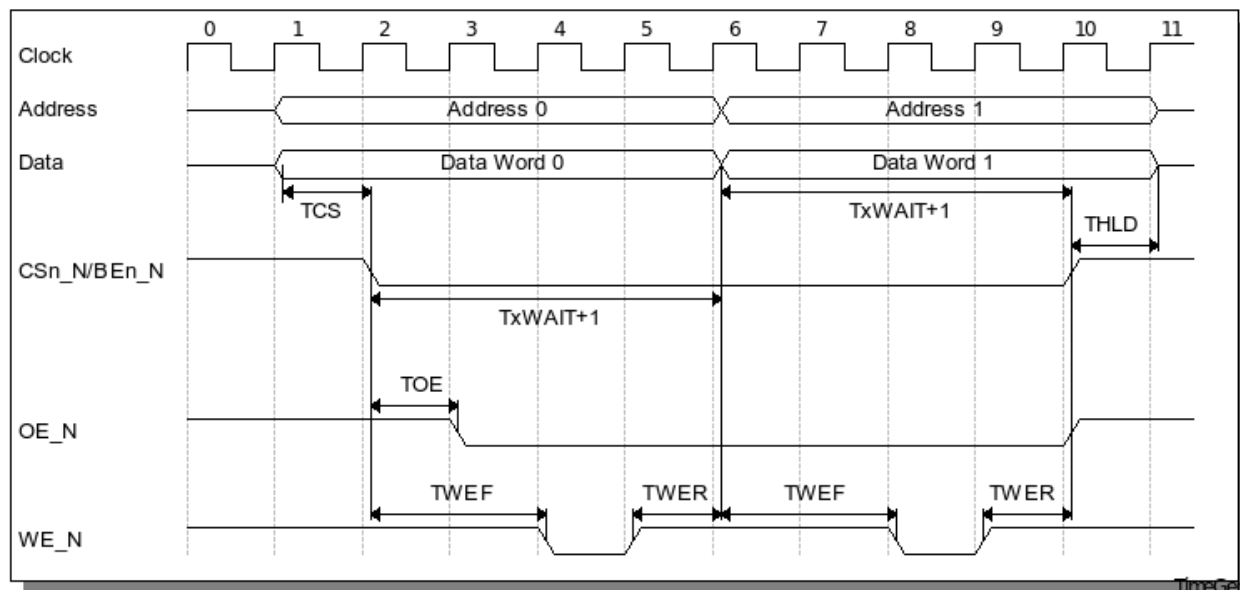 0 1 2 3 4 5 6 7 8 9 10 11
Clock
Address Address 0 Address 1
Data Data Word 0 Data Word 1
TCS TxWAIT+1
THLD
CSn_N/BEn_N
TxWAIT+1
TOE
OE_N
TWEF TWER TWEF TWER
WE_N